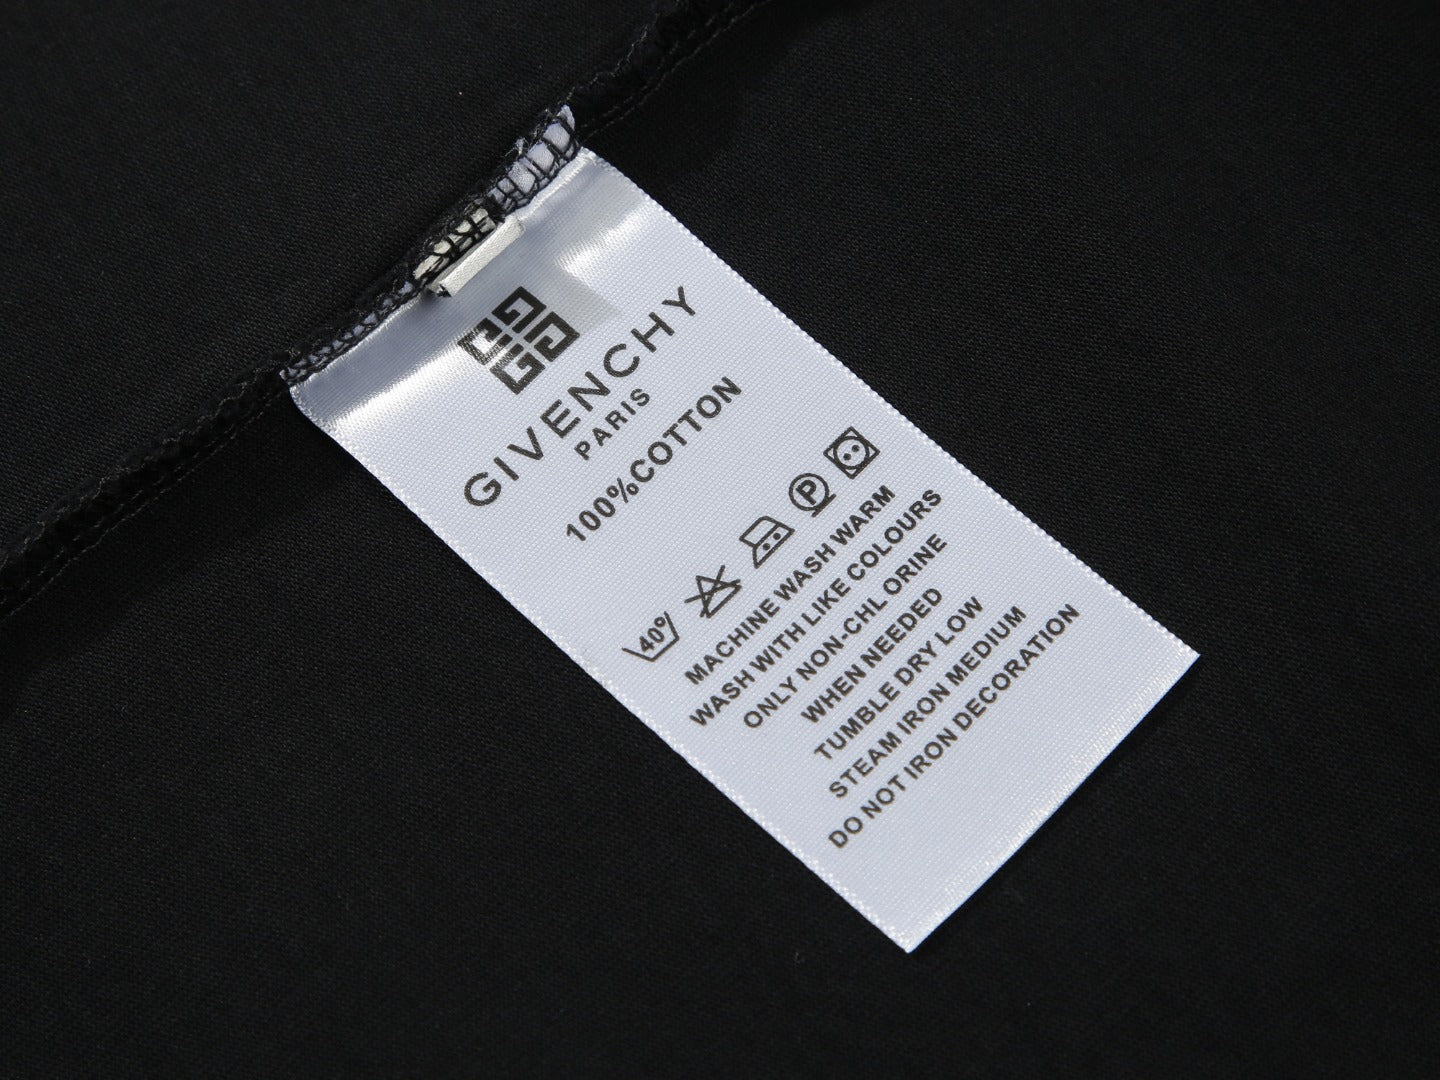 GIVENCHY
PARIS
100%COTTON
40° P
MACHINE WASH WARM
WASH WITH LIKE COLOURS
ONLY NON-CHL ORINE
WHEN NEEDED
TUMBLE DRY LOW
STEAM IRON MEDIUM
DO NOT IRON DECORATION